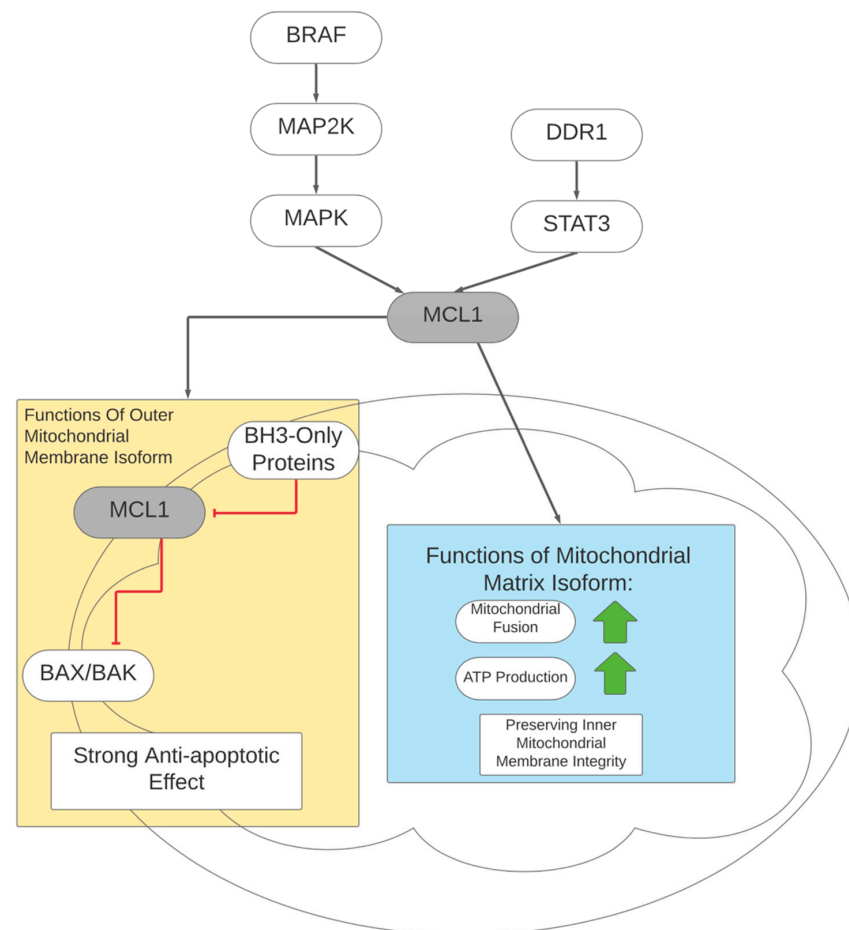 BRAF
MAP2K
DDR1
MAPK
STAT3
MCL1
Functions Of Outer
Mitochondrial
Membrane Isoform
BH3-Only
Proteins
MCL1
BAX/BAK
Strong Anti-apoptotic
Effect
Functions of Mitochondrial
Matrix Isoform:
Mitochondrial
Fusion
ATP Production
Preserving Inner
Mitochondrial
Membrane Integrity